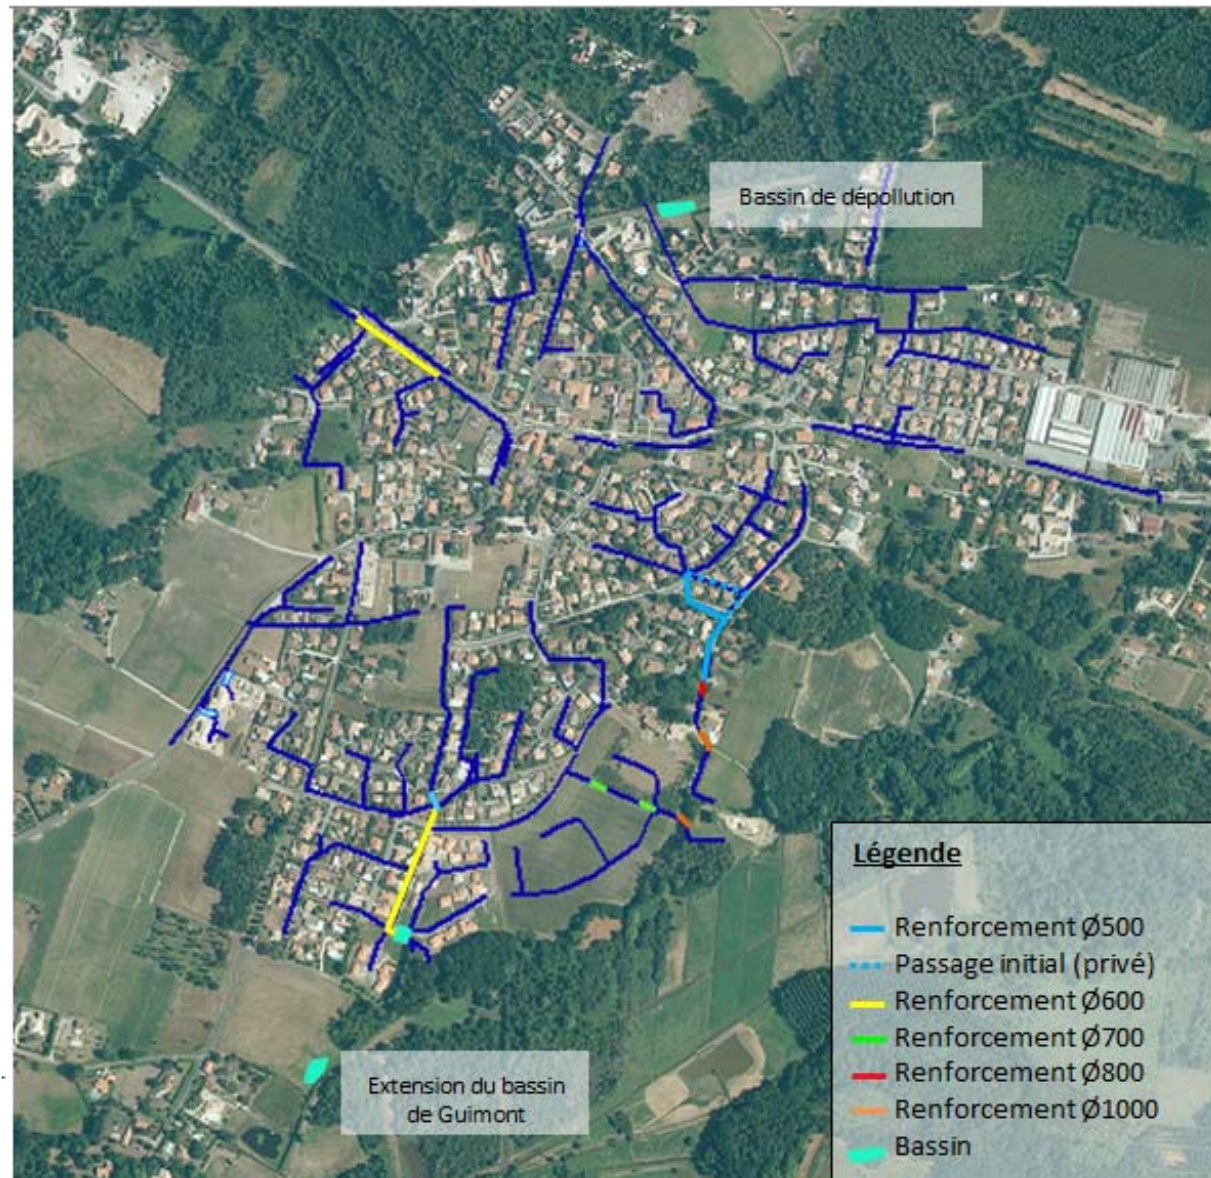 Bassin de dépollution
Extension du bassin
de Guimont
Légende
Renforcement Ø500
Passage initial (privé)
Renforcement Ø600
Renforcement Ø700
Renforcement Ø800
Renforcement Ø1000
Bassin